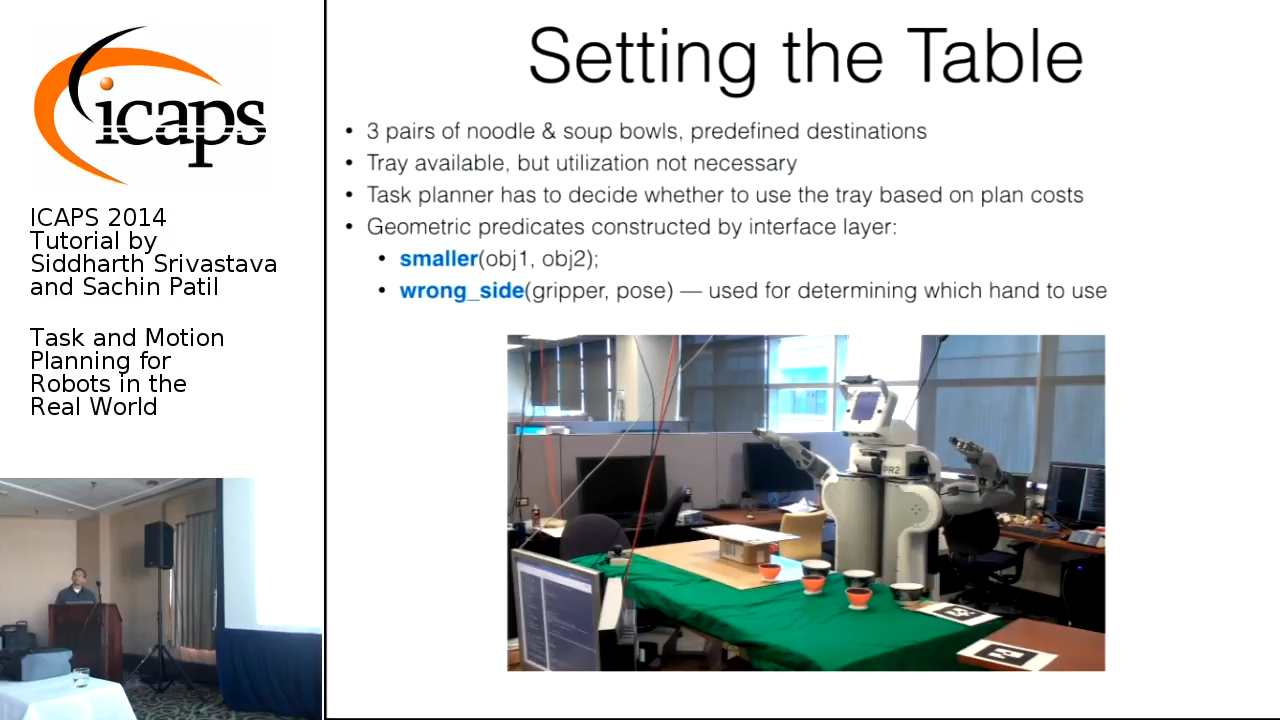 icaps
ICAPS 2014
Tutorial by
Siddharth Srivastava
and Sachin Patil
Task and Motion
Planning for
Robots in the
Real World
Setting the Table
• 3 pairs of noodle & soup bowls, predefined destinations
• Tray available, but utilization not necessary
• Task planner has to decide whether to use the tray based on plan costs
• Geometric predicates constructed by interface layer:
• smaller(obj1, obj2);
• wrong_side(gripper, pose) — used for determining which hand to use
PR2